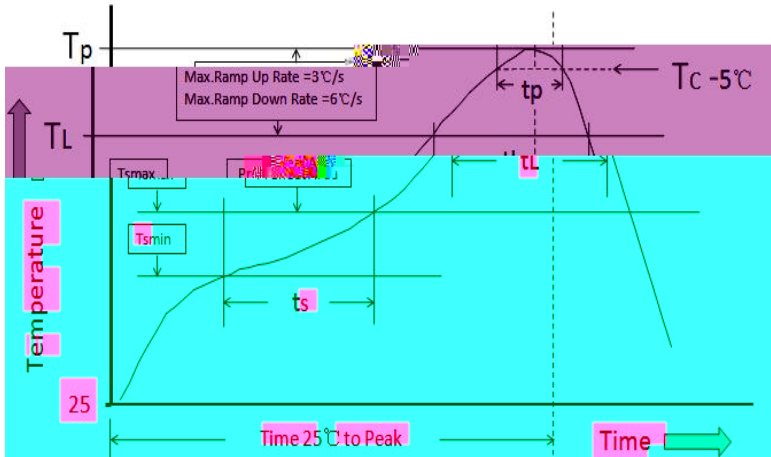 Tp
Max.Ramp Up Rate =3℃/s
Max.Ramp Down Rate =6℃/s
TC -5℃
tp
TL
tL
Tsmax
Tsmin
ts
Temperature
25
Time 25℃ to Peak
Time